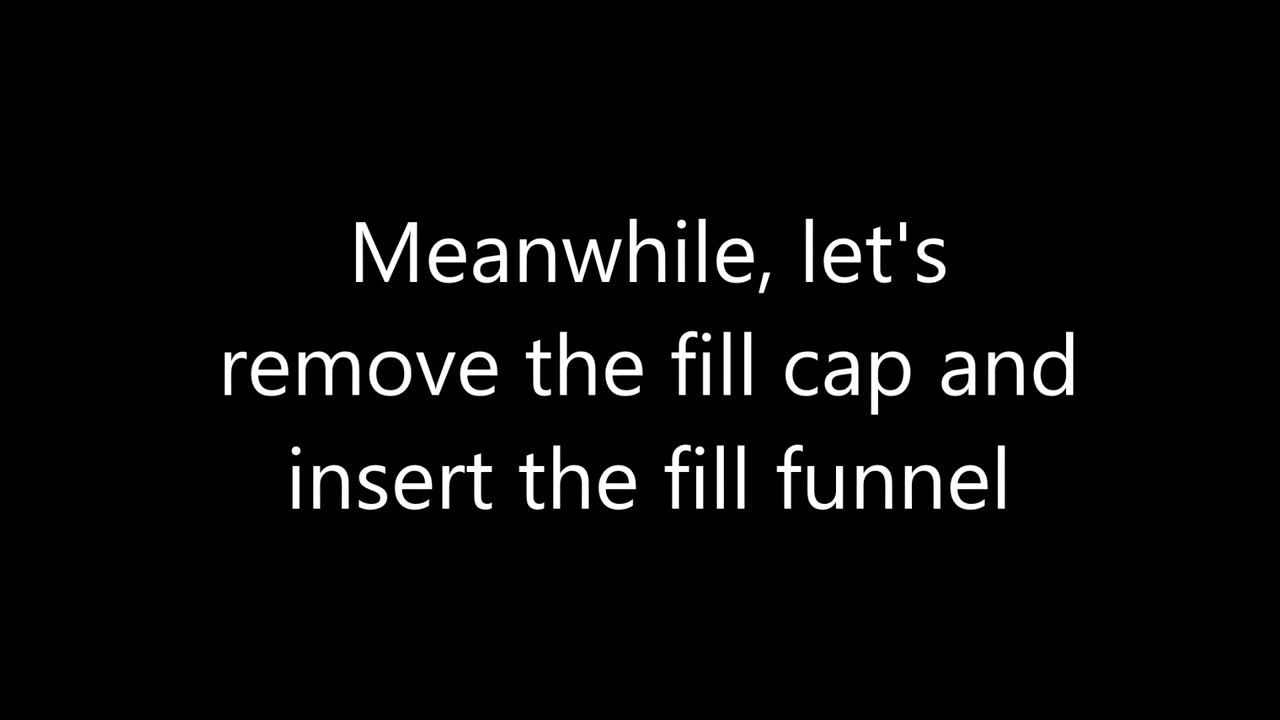 Meanwhile, let's
remove the fill cap and
insert the fill funnel